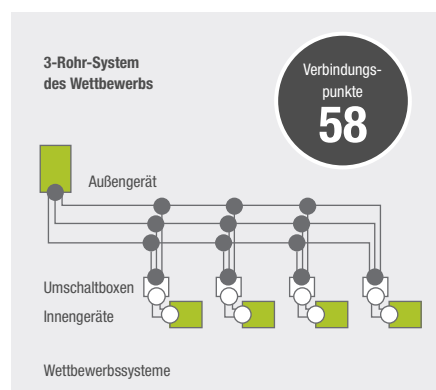 3-Rohr-System
des Wettbewerbs
Verbindungs-
punkte
58
Außengerät
Umschaltboxen
Innengeräte
Wettbewerbssysteme